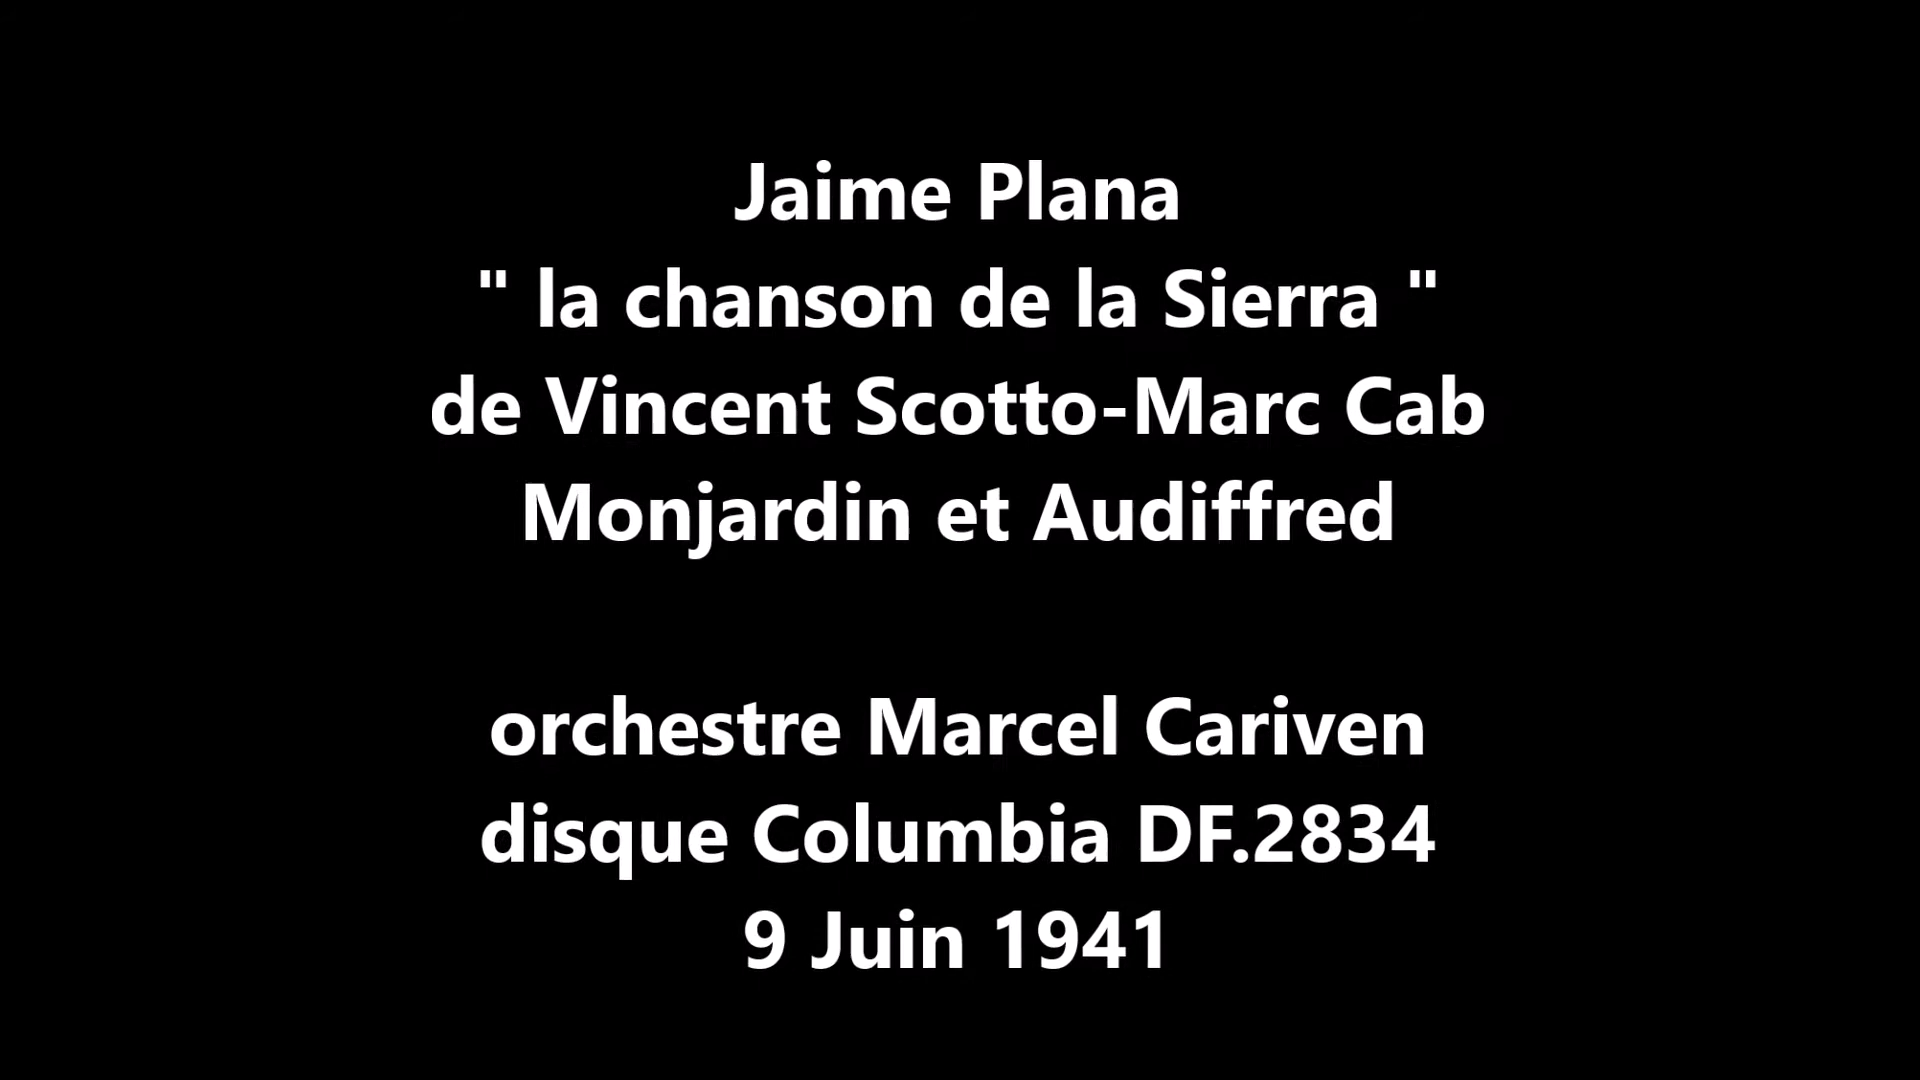 Jaime Plana
" la chanson de la Sierra "
de Vincent Scotto-Marc Cab
Monjardin et Audiffred
orchestre Marcel Cariven
disque Columbia DF.2834
9 Juin 1941